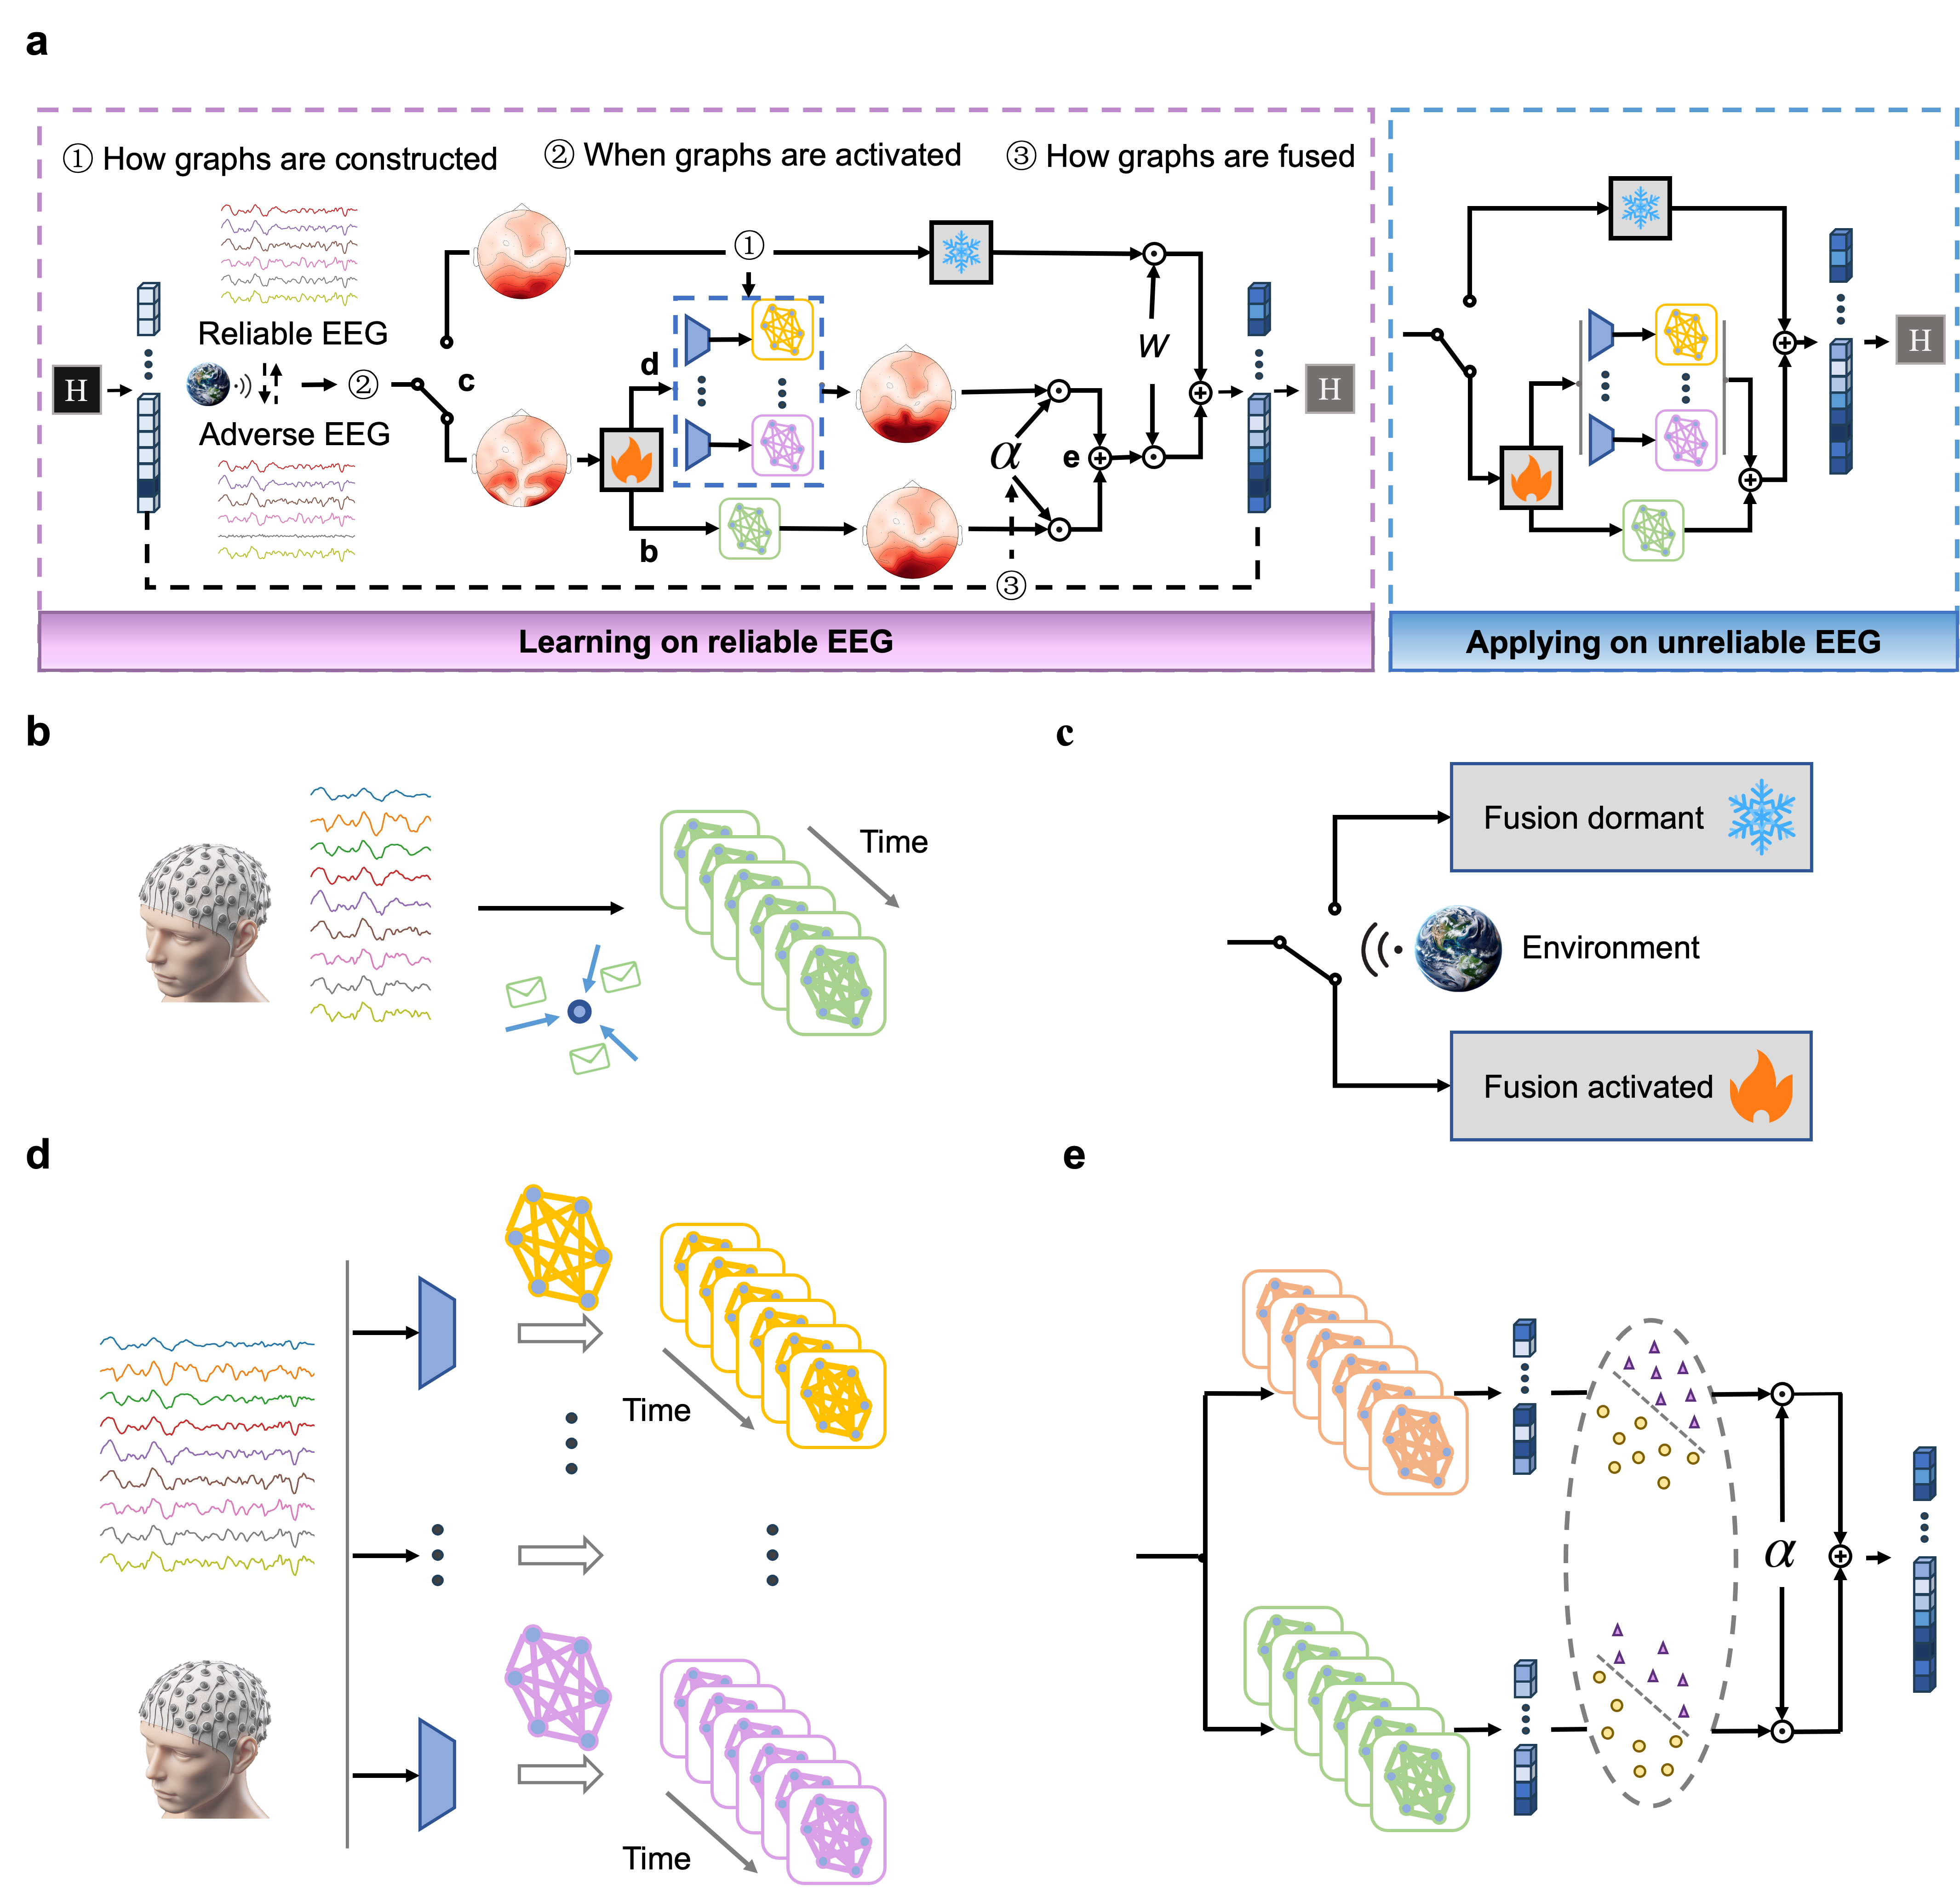 a
① How graphs are constructed
② When graphs are activated
③ How graphs are fused
①
Reliable EEG
H
②
c
d
w
α
e
H
H
Adverse EEG
b
③
Learning on reliable EEG
Applying on unreliable EEG
b
Time
c
Fusion dormant
Environment
Fusion activated
d
Time
Time
e
α